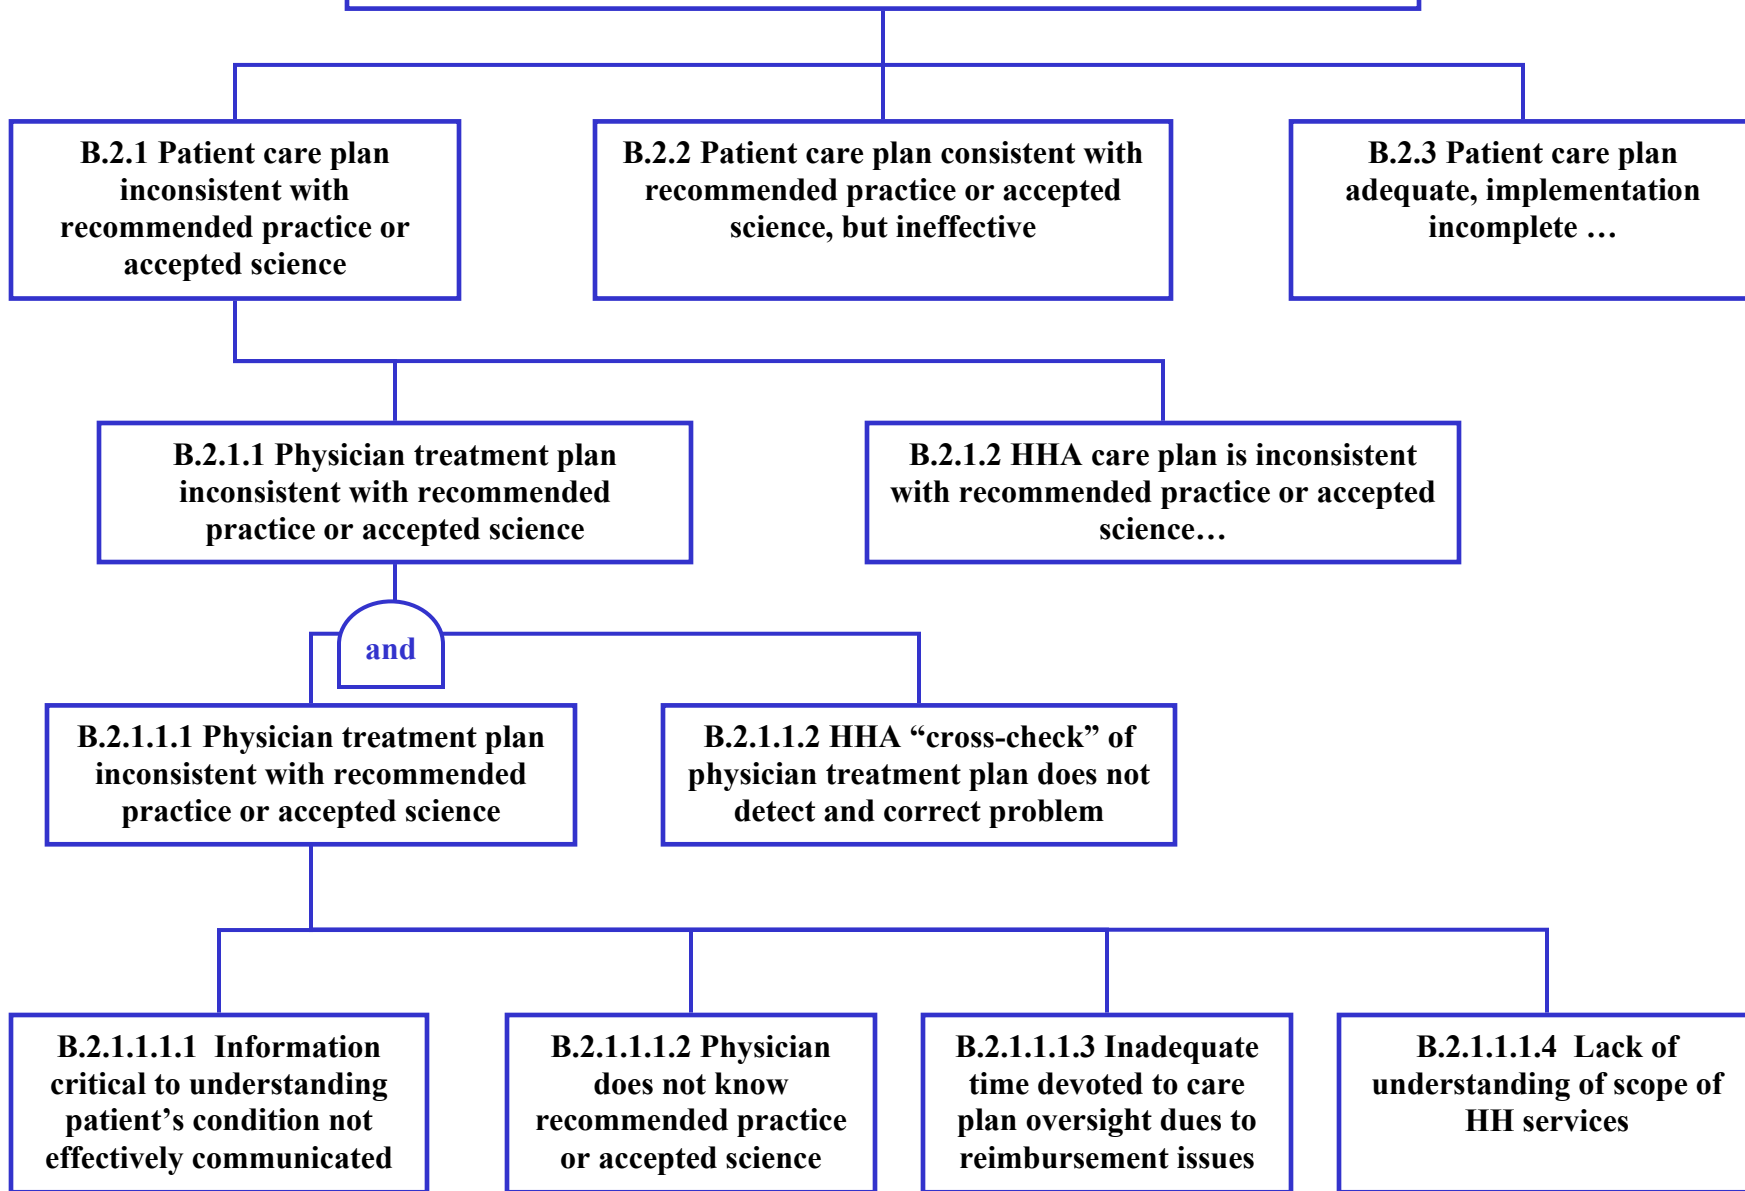 B.2.1 Patient care plan
inconsistent with
recommended practice or
accepted science
B.2.2 Patient care plan consistent with
recommended practice or accepted
science, but ineffective
B.2.3 Patient care plan
adequate, implementation
incomplete …
B.2.1.1 Physician treatment plan
inconsistent with recommended
practice or accepted science
B.2.1.2 HHA care plan is inconsistent
with recommended practice or accepted
science…
and
B.2.1.1.1 Physician treatment plan
inconsistent with recommended
practice or accepted science
B.2.1.1.2 HHA “cross-check” of
physician treatment plan does not
detect and correct problem
B.2.1.1.1.1 Information
critical to understanding
patient’s condition not
effectively communicated
B.2.1.1.1.2 Physician
does not know
recommended practice
or accepted science
B.2.1.1.1.3 Inadequate
time devoted to care
plan oversight dues to
reimbursement issues
B.2.1.1.1.4 Lack of
understanding of scope of
HH services